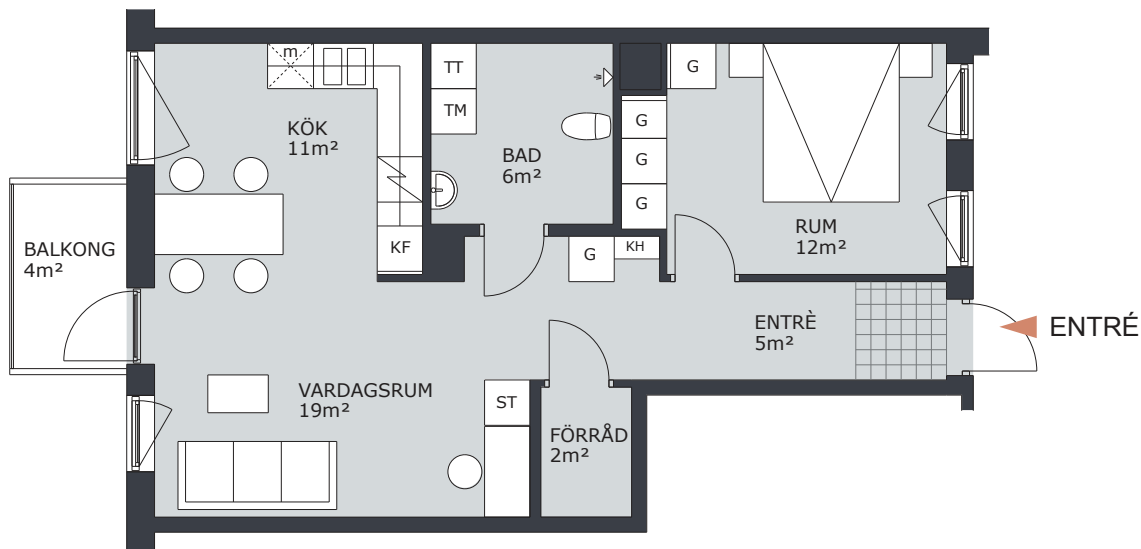 m
TT
G
TM
KÖK
11m²
G
BAD
6m²
G
G
RUM
12m²
BALKONG
4m²
KF
G
KH
ENTRÈ
5m²
ENTRÉ
VARDAGSRUM
19m²
ST
FÖRRÅD
2m²